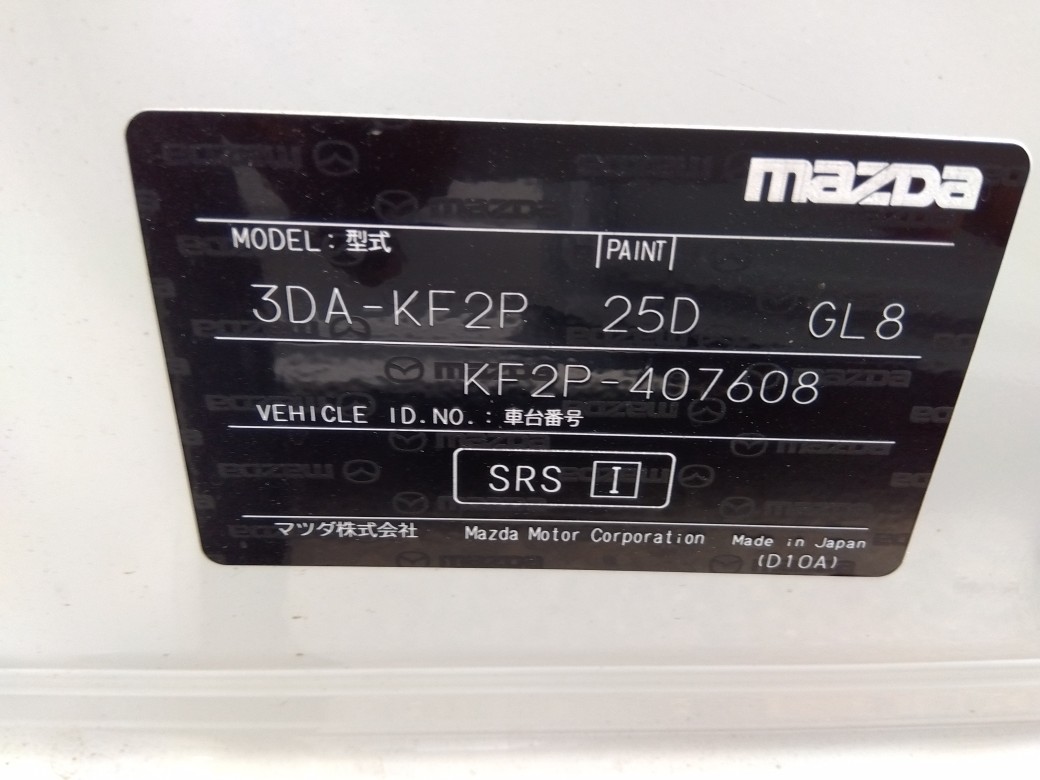 mazda
MODEL : 型式 PAINT
3DA-KF2P 25D GL8
KF2P-407608
VEHICLE ID.NO. : 車台番号
SRS I
マツダ株式会社 Mazda Motor Corporation Made in Japan
(D10A)